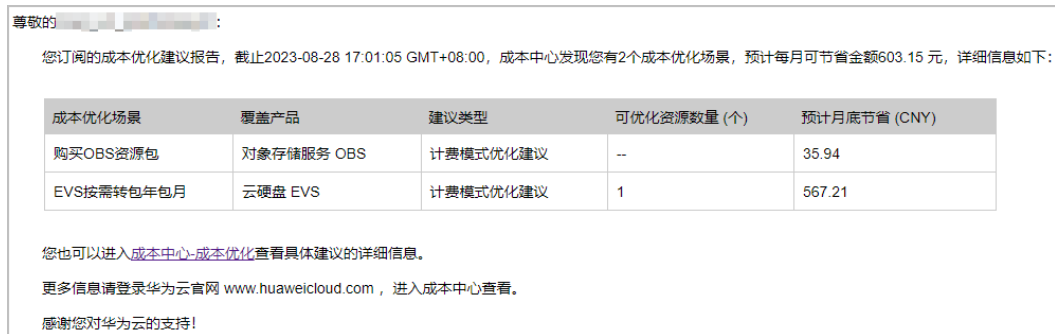 尊敬的 :
您订阅的成本优化建议报告，截止2023-08-28 17:01:05 GMT+08:00，成本中心发现您有2个成本优化场景，预计每月可节省金额603.15 元，详细信息如下：
成本优化场景 覆盖产品 建议类型 可优化资源数量 (个) 预计月底节省 (CNY)
购买OBS资源包 对象存储服务 OBS 计费模式优化建议 -- 35.94
EVS按需转包年包月 云硬盘 EVS 计费模式优化建议 1 567.21
您也可以进入成本中心-成本优化查看具体建议的详细信息。
更多信息请登录华为云官网 www.huaweicloud.com ，进入成本中心查看。
感谢您对华为云的支持！